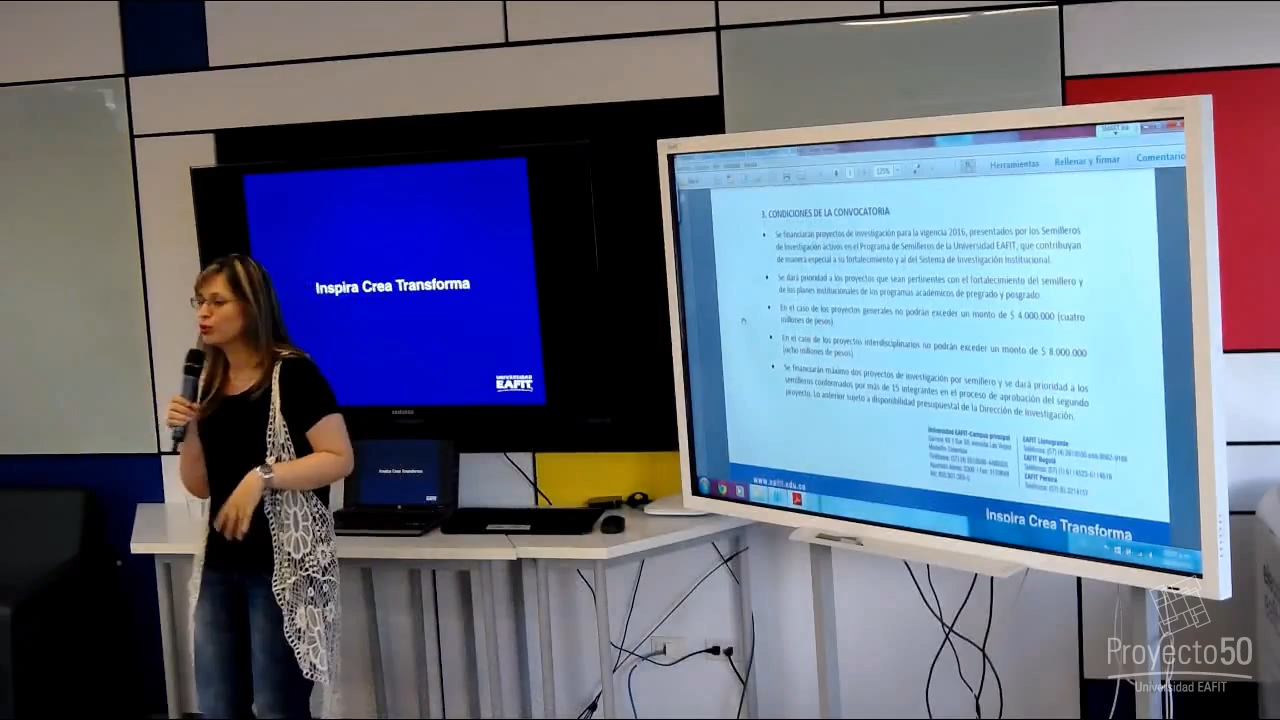 Inspira Crea Transforma
UNIVERSIDAD
EAFIT
SAMSUNG
Inspira Crea Transforma
SMART Ink
125%
Herramientas
Rellenar y firmar
Comentario
3. CONDICIONES DE LA CONVOCATORIA
• Se financiarán proyectos de investigación para la vigencia 2016, presentados por los Semilleros
de Investigación activos en el Programa de Semilleros de la Universidad EAFIT, que contribuyan
de manera especial a su fortalecimiento y al del Sistema de Investigación Institucional.
• Se dará prioridad a los proyectos que sean pertinentes con el fortalecimiento del semillero y
de los planes institucionales de los programas académicos de pregrado y posgrado.
• En el caso de los proyectos generales no podrán exceder un monto de $ 4.000.000 (cuatro
millones de pesos).
• En el caso de los proyectos interdisciplinarios no podrán exceder un monto de $ 8.000.000
(ocho millones de pesos).
• Se financiarán máximo dos proyectos de investigación por semillero y se dará prioridad a los
semilleros conformados por más de 15 integrantes en el proceso de aprobación del segundo
proyecto. Lo anterior sujeto a disponibilidad presupuestal de la Dirección de Investigación.
Universidad EAFIT-Campus principal
Medellín Colombia
EAFIT Llanogrande
EAFIT Bogotá
EAFIT Pereira
www.eafit.edu.co
Inspira Crea Transforma
Proyecto50
Universidad EAFIT